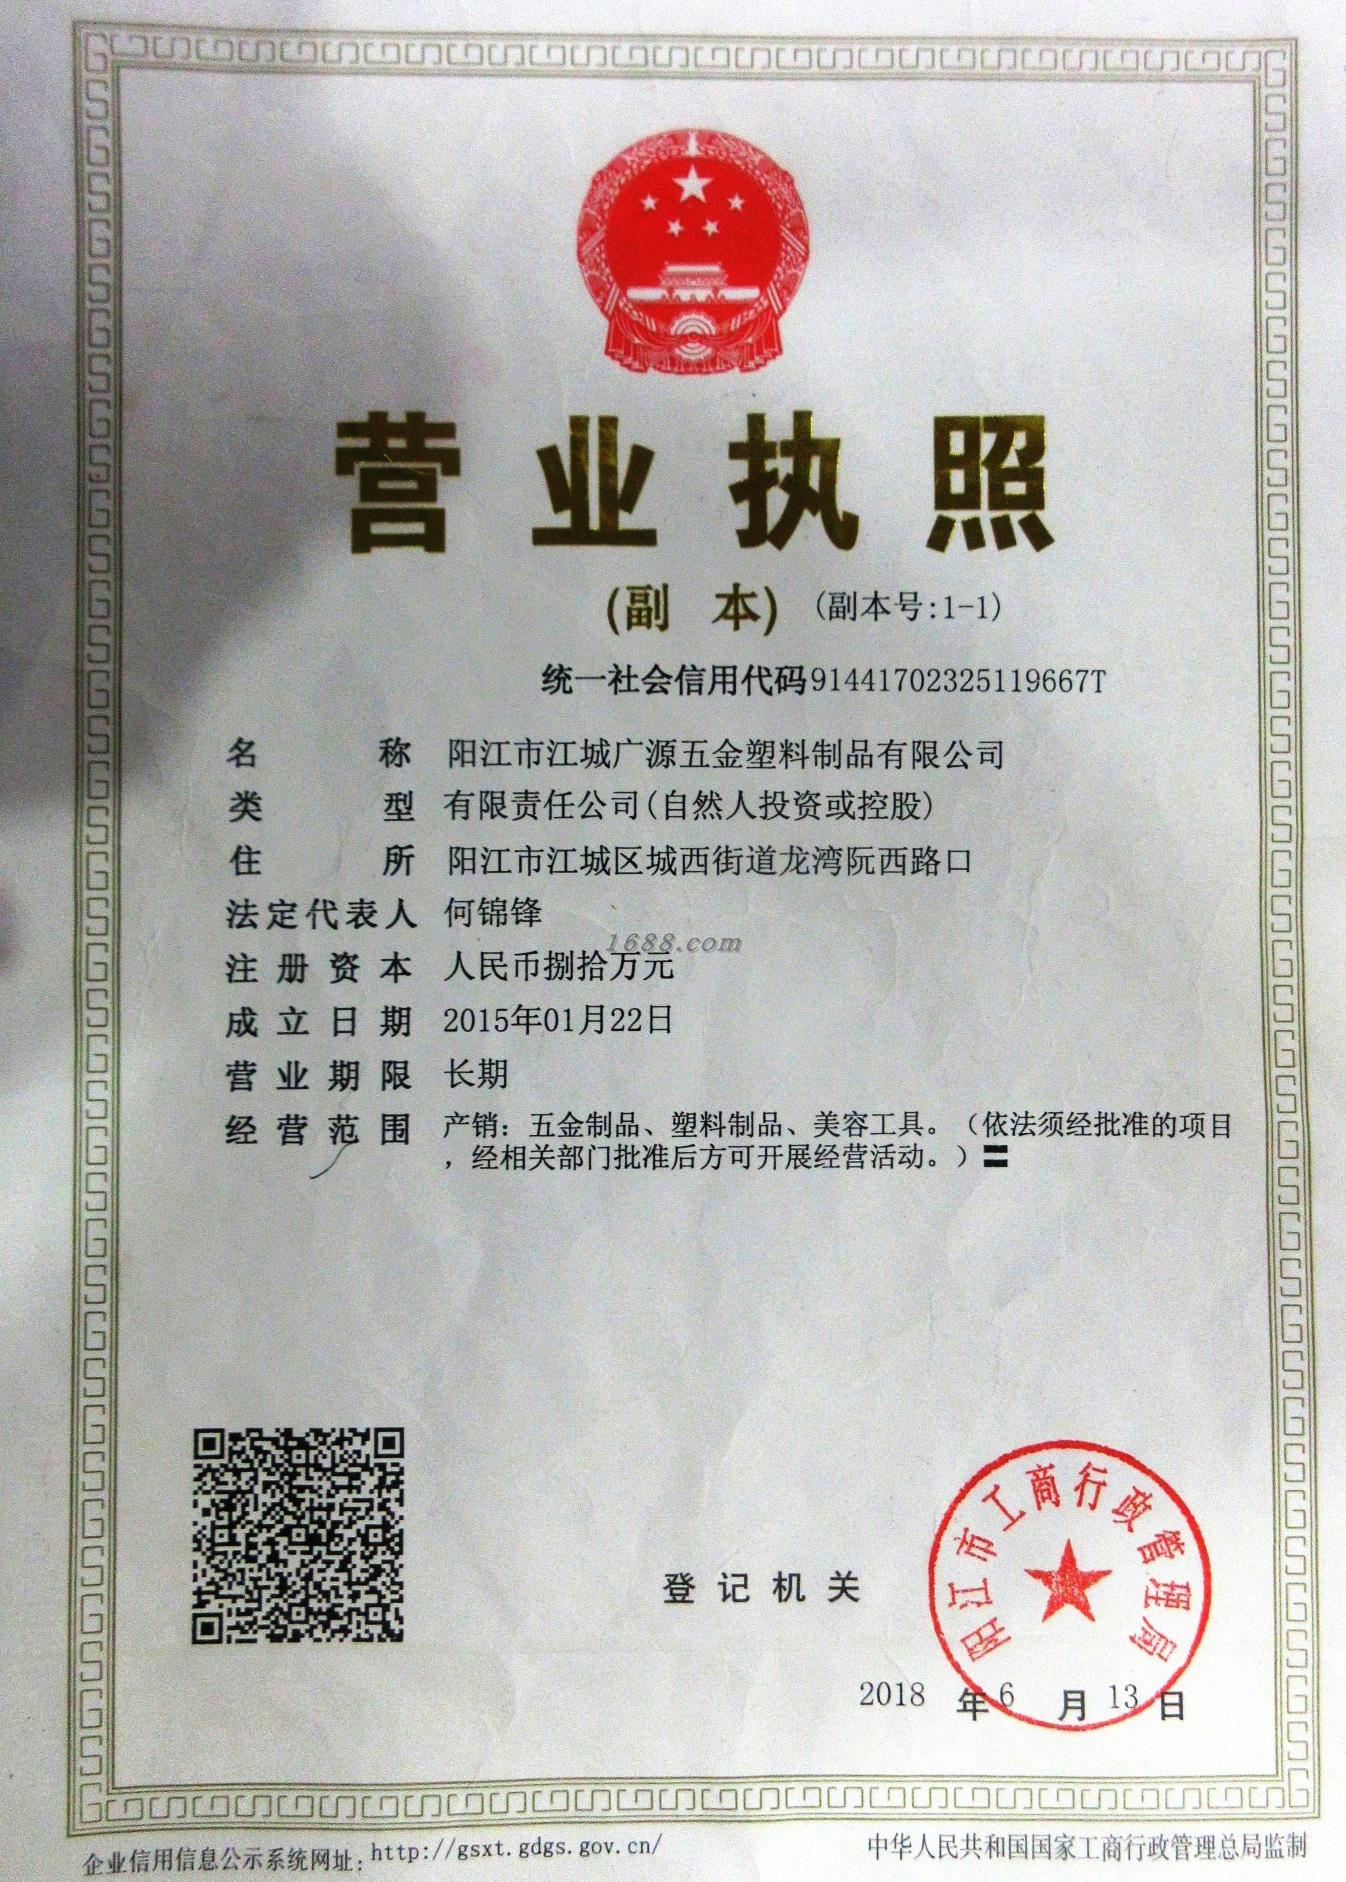 营业执照
(副 本) (副本号:1-1)
统一社会信用代码91441702325119667T
名 称 阳江市江城广源五金塑料制品有限公司
类 型 有限责任公司(自然人投资或控股)
住 所 阳江市江城区城西街道龙湾阮西路口
法定代表人 何锦锋
1688.com
注册资本 人民币捌拾万元
成立日期 2015年01月22日
营业期限 长期
经营范围 产销：五金制品、塑料制品、美容工具。（依法须经批准的项目
，经相关部门批准后方可开展经营活动。）〓
阳江市工商行政管理局
登记机关
2018 年 6 月 13 日
企业信用信息公示系统网址: http://gsxt.gdgs.gov.cn/
中华人民共和国国家工商行政管理总局监制